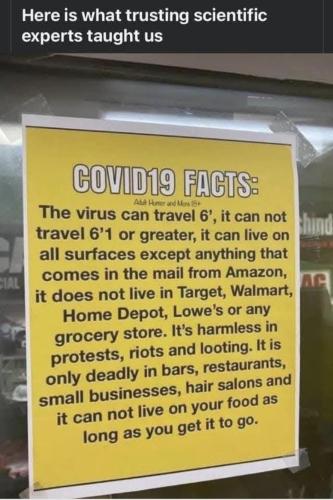 Here is what trusting scientific
experts taught us
COVID19 FACTS:
Adult Humor and More 18+
The virus can travel 6', it can not
travel 6'1 or greater, it can live on
all surfaces except anything that
comes in the mail from Amazon,
it does not live in Target, Walmart,
Home Depot, Lowe's or any
grocery store. It's harmless in
protests, riots and looting. It is
only deadly in bars, restaurants,
small businesses, hair salons and
it can not live on your food as
long as you get it to go.
CIAL
hind
AC